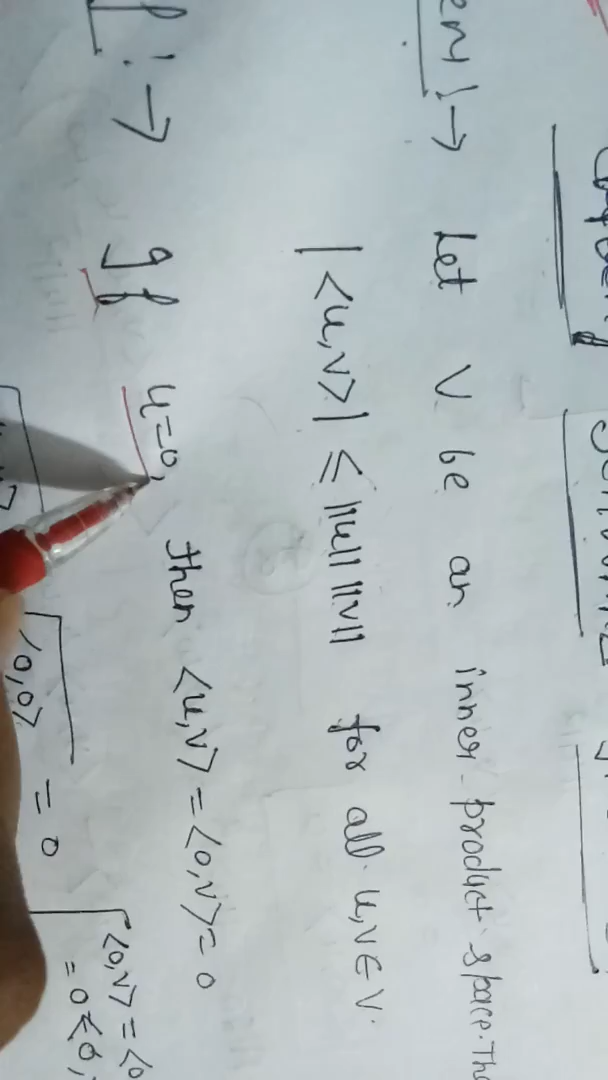 Let V be an inner product space.
|<u,v>| ≤ ||u|| ||v|| for all u,v ∈ V.
If u=0, then <u,v> = <0,v> = 0
<0,0> = 0
<0,v> = <0
= 0 <0,